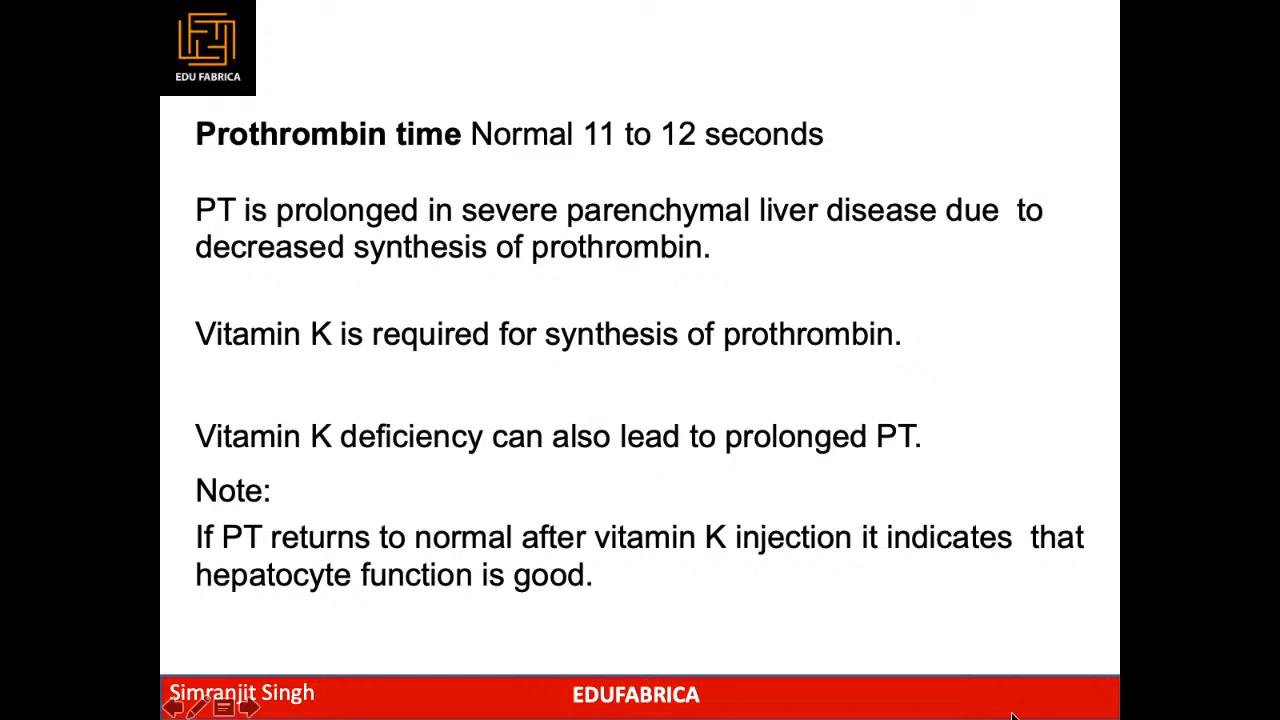 EDU FABRICA
Prothrombin time Normal 11 to 12 seconds
PT is prolonged in severe parenchymal liver disease due to
decreased synthesis of prothrombin.
Vitamin K is required for synthesis of prothrombin.
Vitamin K deficiency can also lead to prolonged PT.
Note:
If PT returns to normal after vitamin K injection it indicates that
hepatocyte function is good.
Simranjit Singh
EDUFABRICA